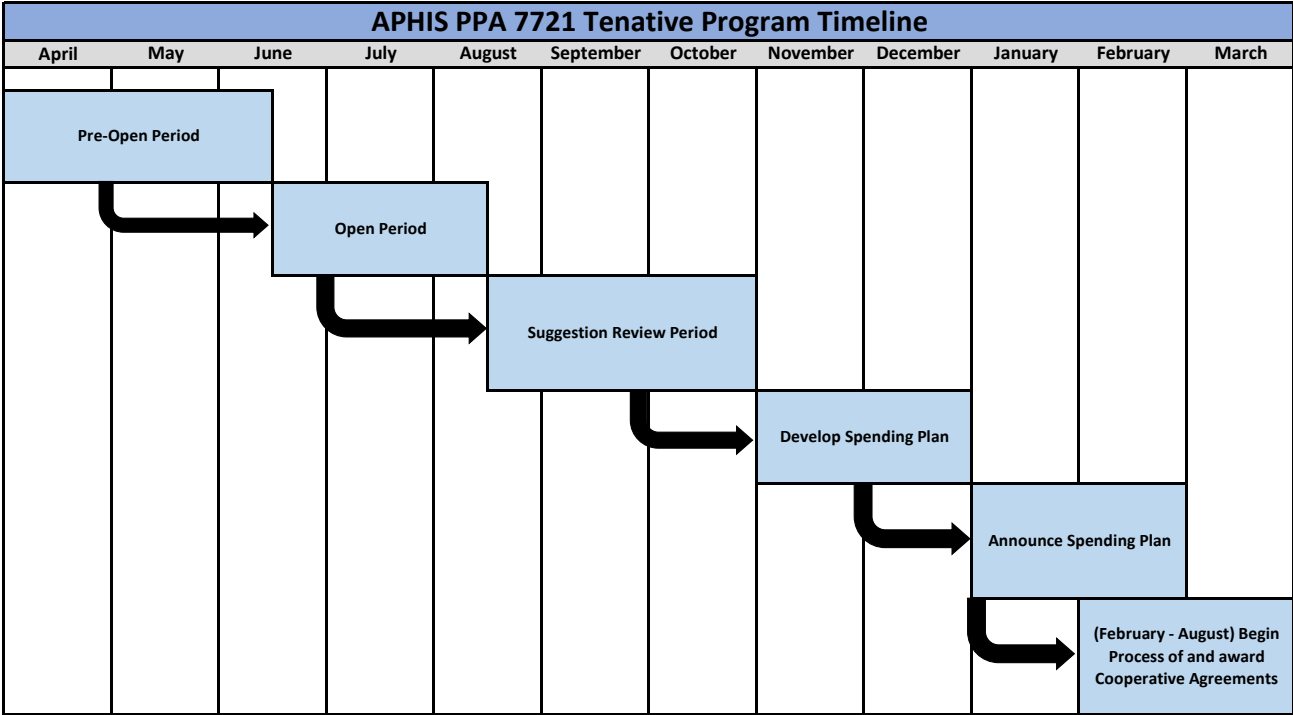 APHIS PPA 7721 Tenative Program Timeline
April May June July August September October November December January February March
Pre-Open Period
Open Period
Suggestion Review Period
Develop Spending Plan
Announce Spending Plan
(February - August) Begin
Process of and award
Cooperative Agreements